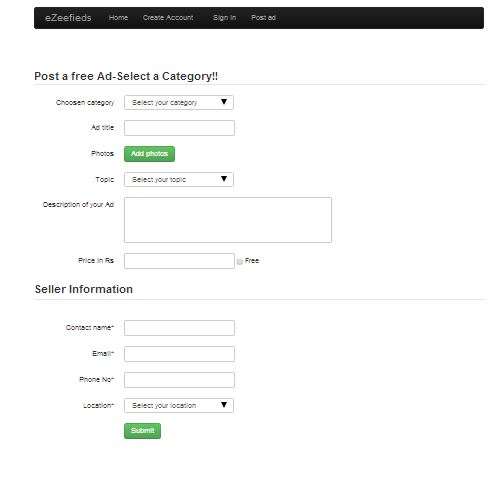 eZeefieds Home Create Account Sign In Post ad
Post a free Ad-Select a Category!!
Choosen category Select your category
Ad title
Photos Add photos
Topic Select your topic
Description of your Ad
Price in Rs Free
Seller Information
Contact name*
Email*
Phone No*
Location* Select your location
Submit